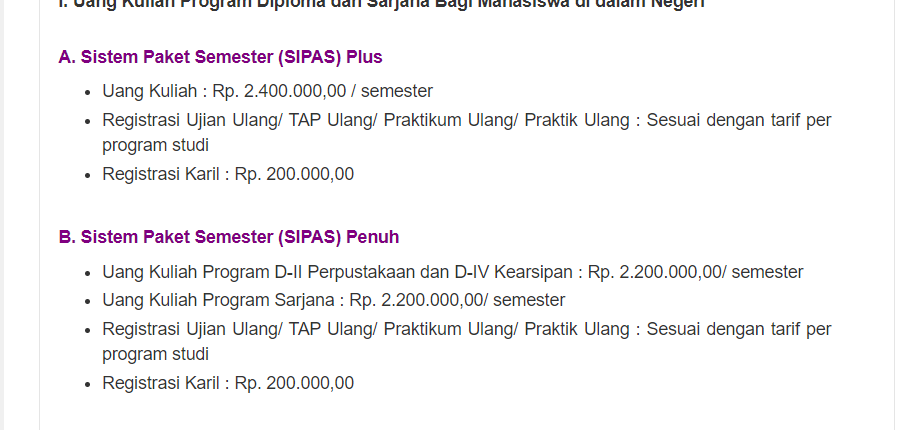 I. Uang Kuliah Program Diploma dan Sarjana Bagi Mahasiswa di dalam Negeri
A. Sistem Paket Semester (SIPAS) Plus
Uang Kuliah : Rp. 2.400.000,00 / semester
Registrasi Ujian Ulang/ TAP Ulang/ Praktikum Ulang/ Praktik Ulang : Sesuai dengan tarif per
program studi
Registrasi Karil : Rp. 200.000,00
B. Sistem Paket Semester (SIPAS) Penuh
Uang Kuliah Program D-II Perpustakaan dan D-IV Kearsipan : Rp. 2.200.000,00/ semester
Uang Kuliah Program Sarjana : Rp. 2.200.000,00/ semester
Registrasi Ujian Ulang/ TAP Ulang/ Praktikum Ulang/ Praktik Ulang : Sesuai dengan tarif per
program studi
Registrasi Karil : Rp. 200.000,00